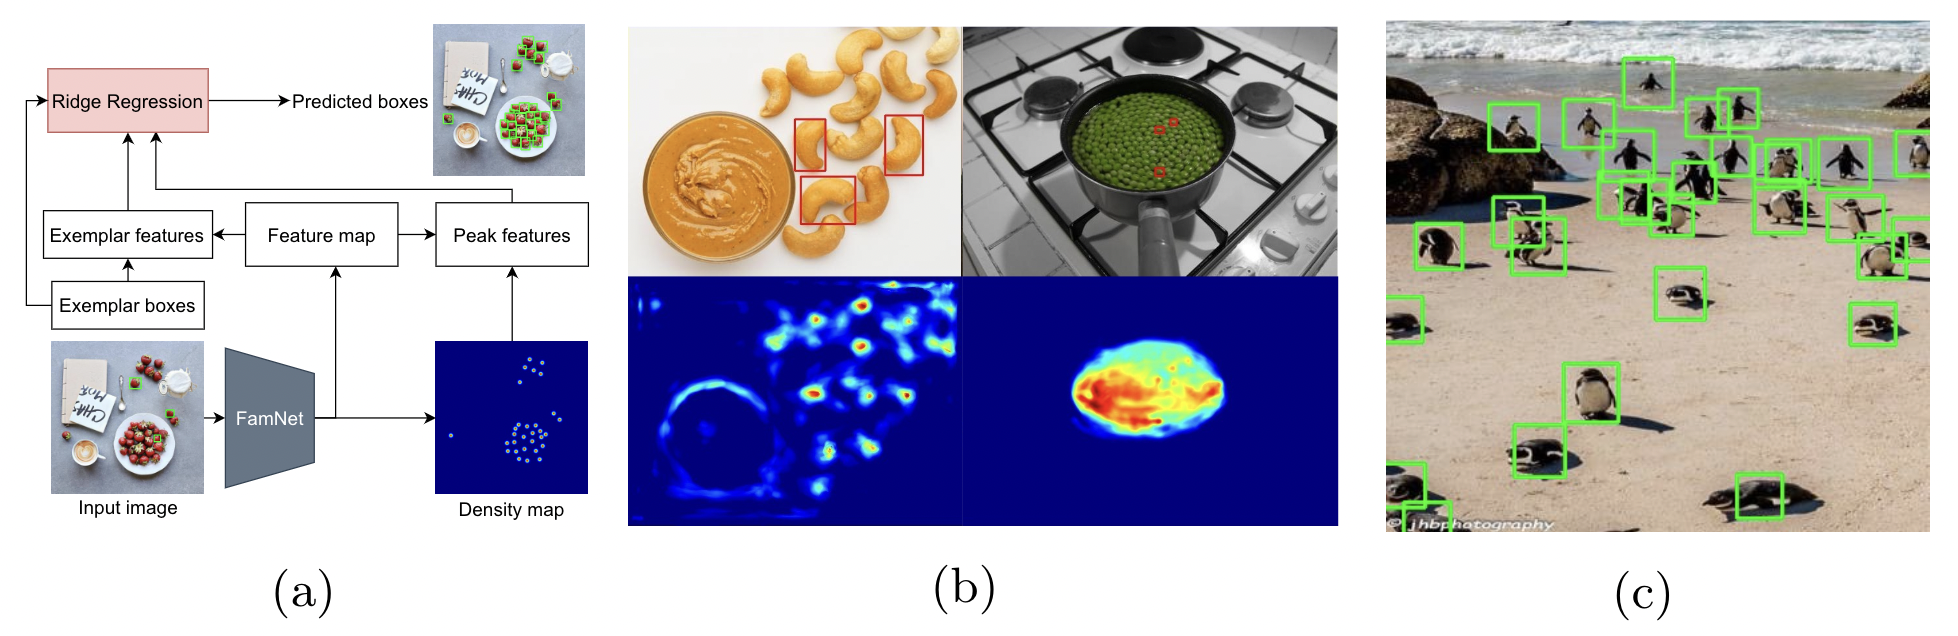 Ridge Regression
Predicted boxes
Exemplar features
Feature map
Peak features
Exemplar boxes
FamNet
Input image
Density map
© jhbphotography
(a)
(b)
(c)